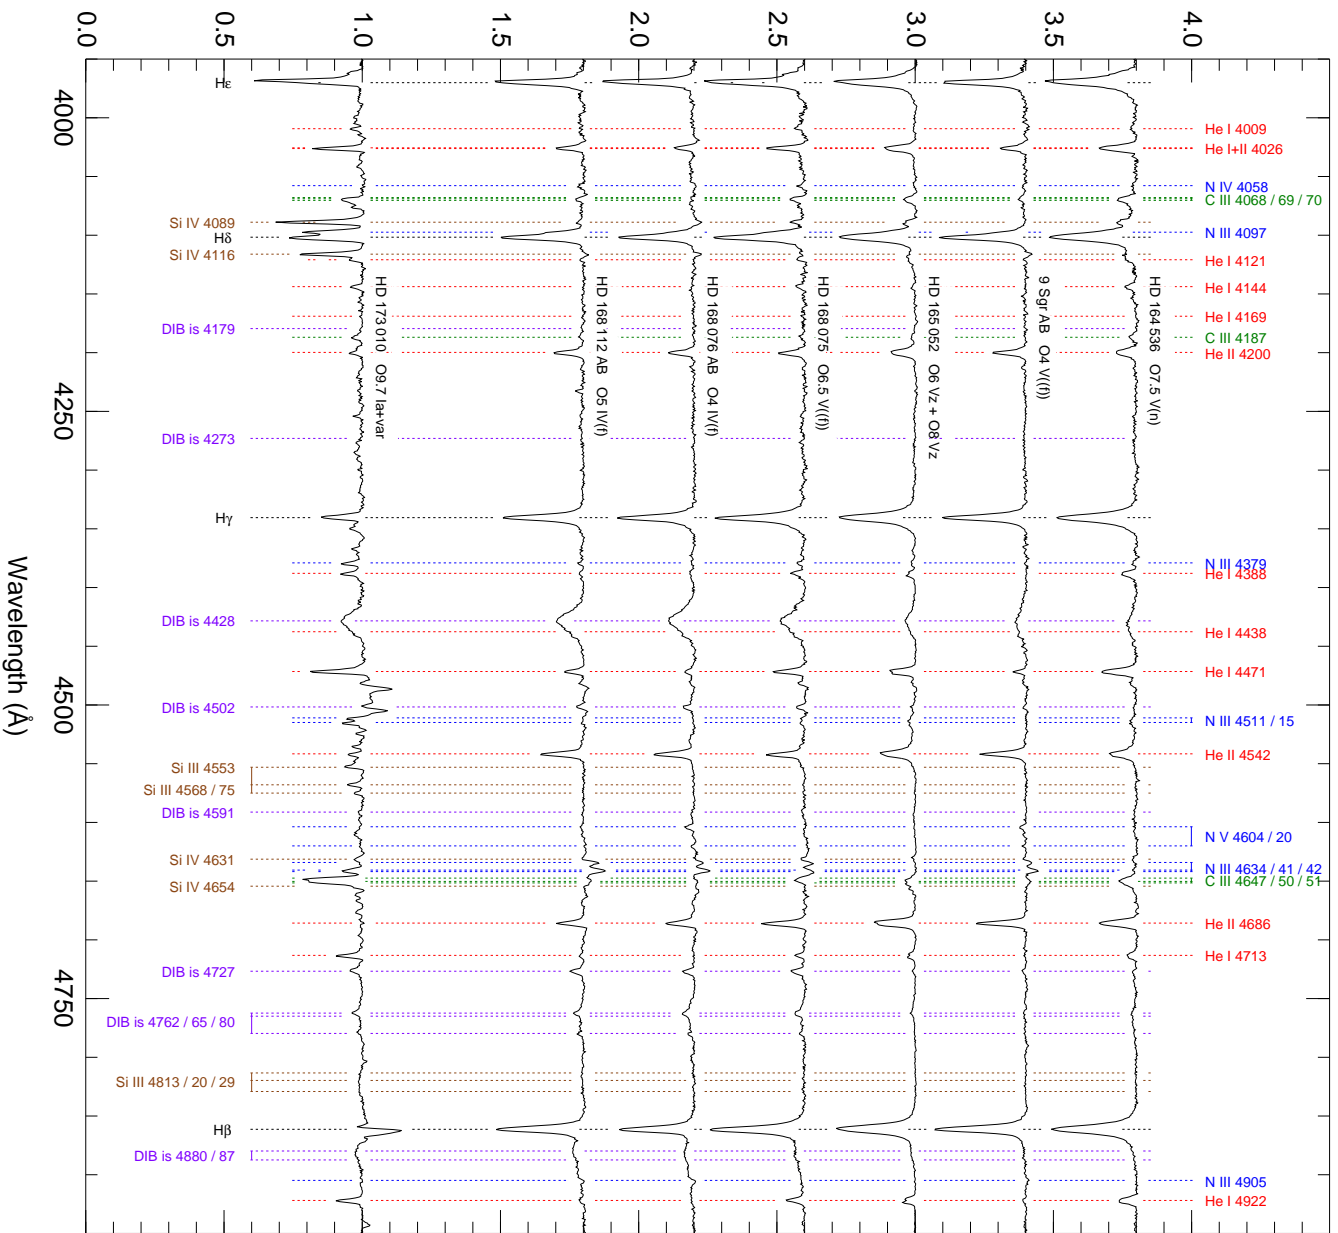 0.0
0.5
1.0
1.5
2.0
2.5
3.0
3.5
4.0
Hε
Si IV 4089
Hδ
Si IV 4116
DIB is 4179
DIB is 4273
Hγ
DIB is 4428
DIB is 4502
Si III 4553
Si III 4568 / 75
DIB is 4591
Si IV 4631
Si IV 4654
DIB is 4727
DIB is 4762 / 65 / 80
Si III 4813 / 20 / 29
Hβ
DIB is 4880 / 87
He I 4009
He I+II 4026
N IV 4058
C III 4068 / 69 / 70
N III 4097
He I 4121
He I 4144
He I 4169
C III 4187
He II 4200
N III 4379
He I 4388
He I 4438
He I 4471
N III 4511 / 15
He II 4542
N V 4604 / 20
N III 4634 / 41 / 42
C III 4647 / 50 / 51
He II 4686
He I 4713
N III 4905
He I 4922
HD 164 536 O7.5 V(n)
9 Sgr AB O4 V((f))
HD 165 052 O6 Vz + O8 Vz
HD 168 075 O6.5 V((f))
HD 168 076 AB O4 IV(f)
HD 168 112 AB O5 IV(f)
HD 173 010 O9.7 Ia+var
4000
4250
4500
4750
Wavelength (Å)